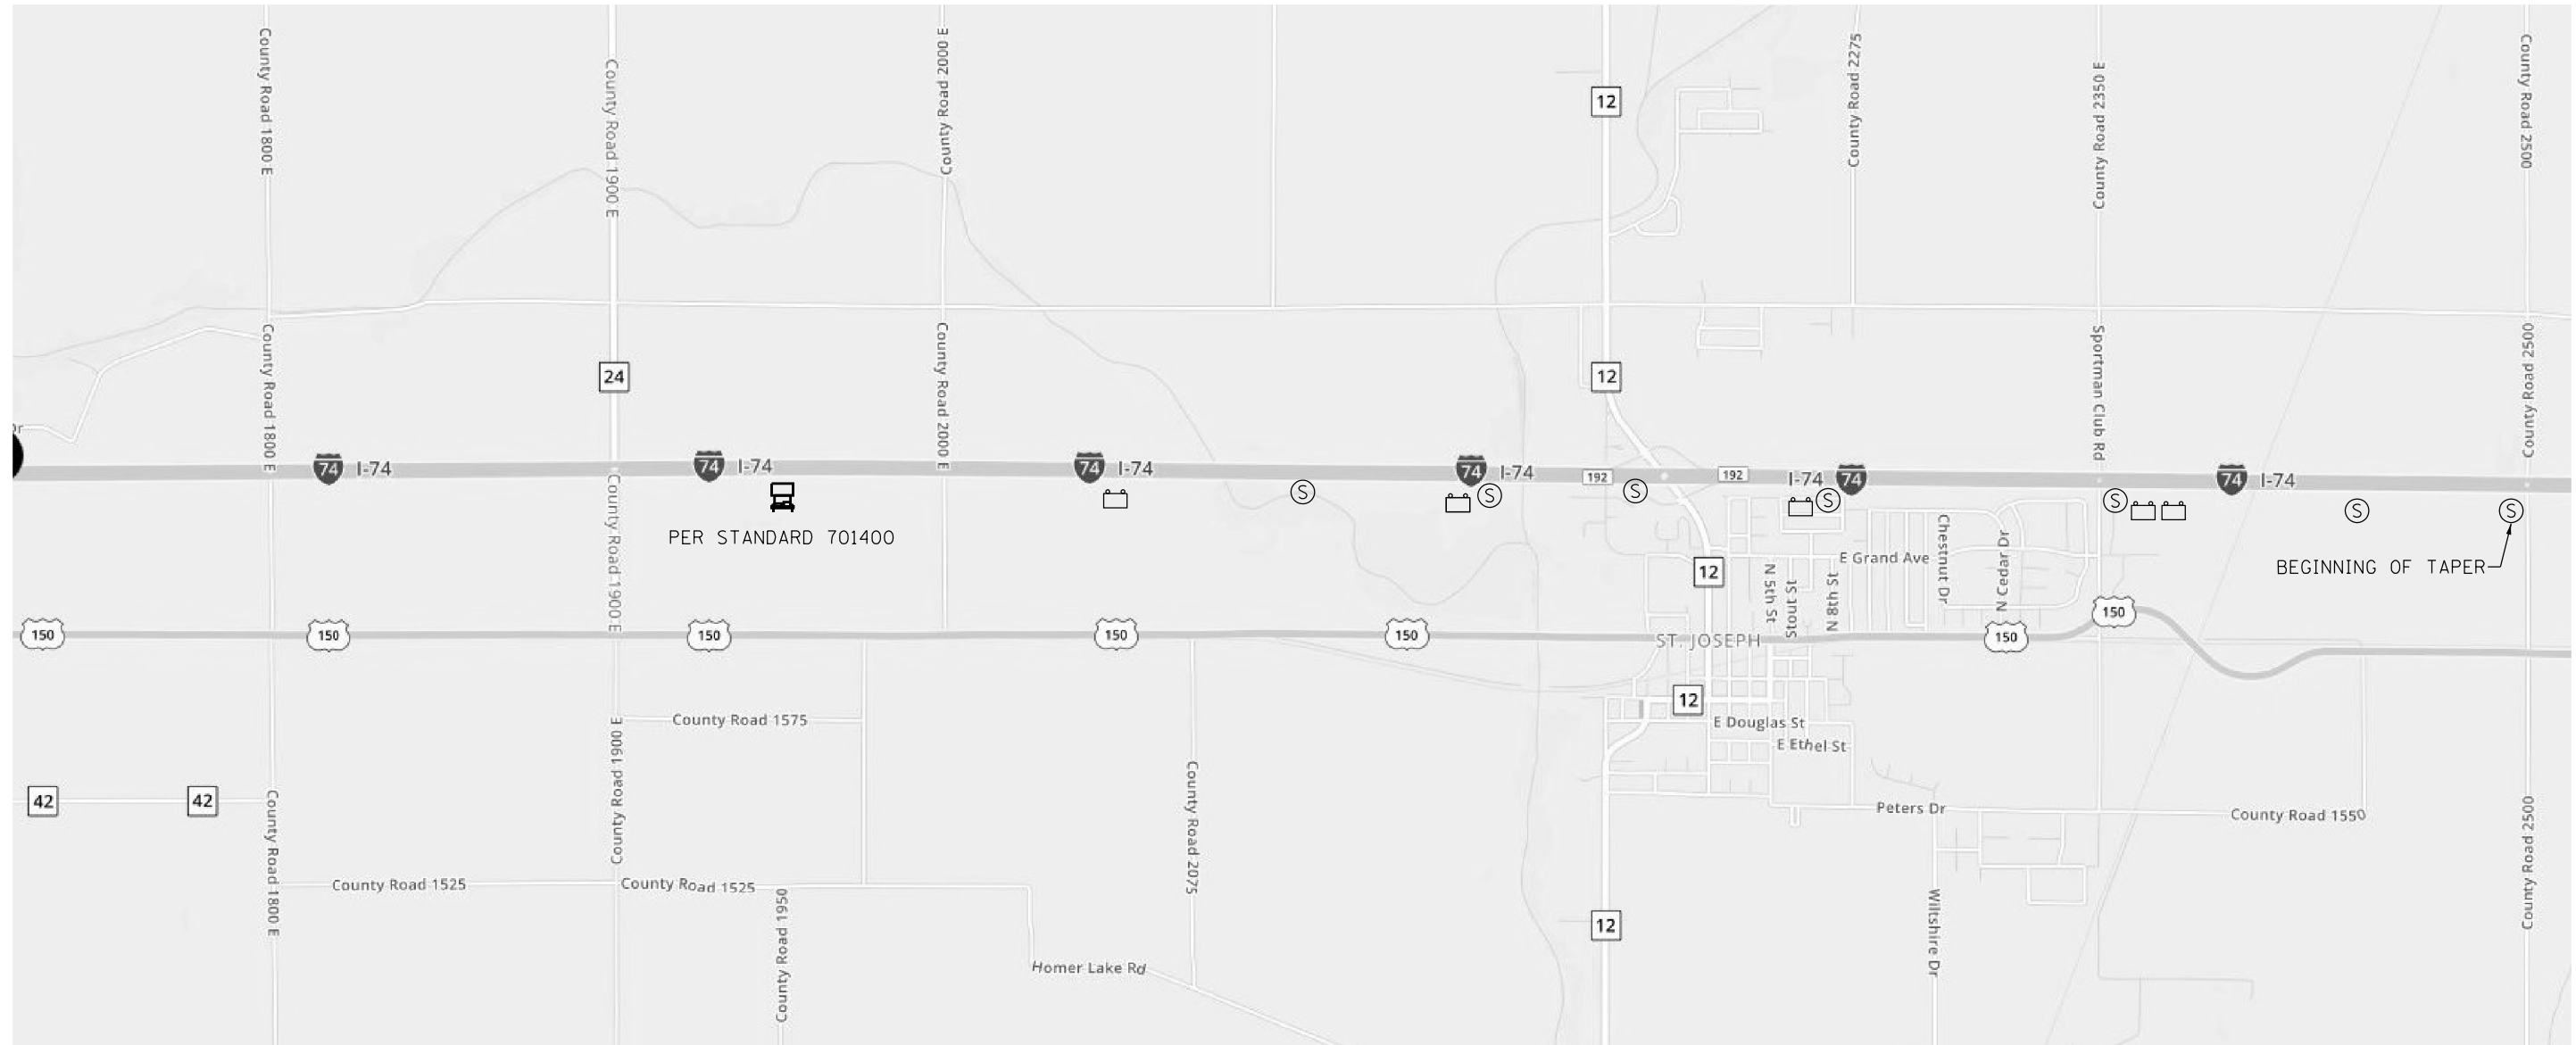 County Road 1800 E
County Road 1900 E
County Road 2000 E
12
County Road 2275
County Road 2350 E
County Road 2500
County Road 1800 E
24
County Road 2000 E
12
Sportman Club Rd
County Road 2500
74 I-74
74 I-74
74 I-74
74 I-74
192
192
I-74 74
74 I-74
S
S
S
S
S
S
S
PER STANDARD 701400
County Road 1900 E
12
N 5th St
Stout St
N 8th St
E Grand Ave
Chestnut Dr
N Cedar Dr
BEGINNING OF TAPER
150
150
150
150
150
ST. JOSEPH
150
150
County Road 1575
12
E Douglas St
E Ethel St
42
42
County Road 1800 E
County Road 1900 E
County Road 2075
Peters Dr
County Road 1550
County Road 2500
County Road 1525
County Road 1525
County Road 1950
Homer Lake Rd
12
Wiltshire Dr